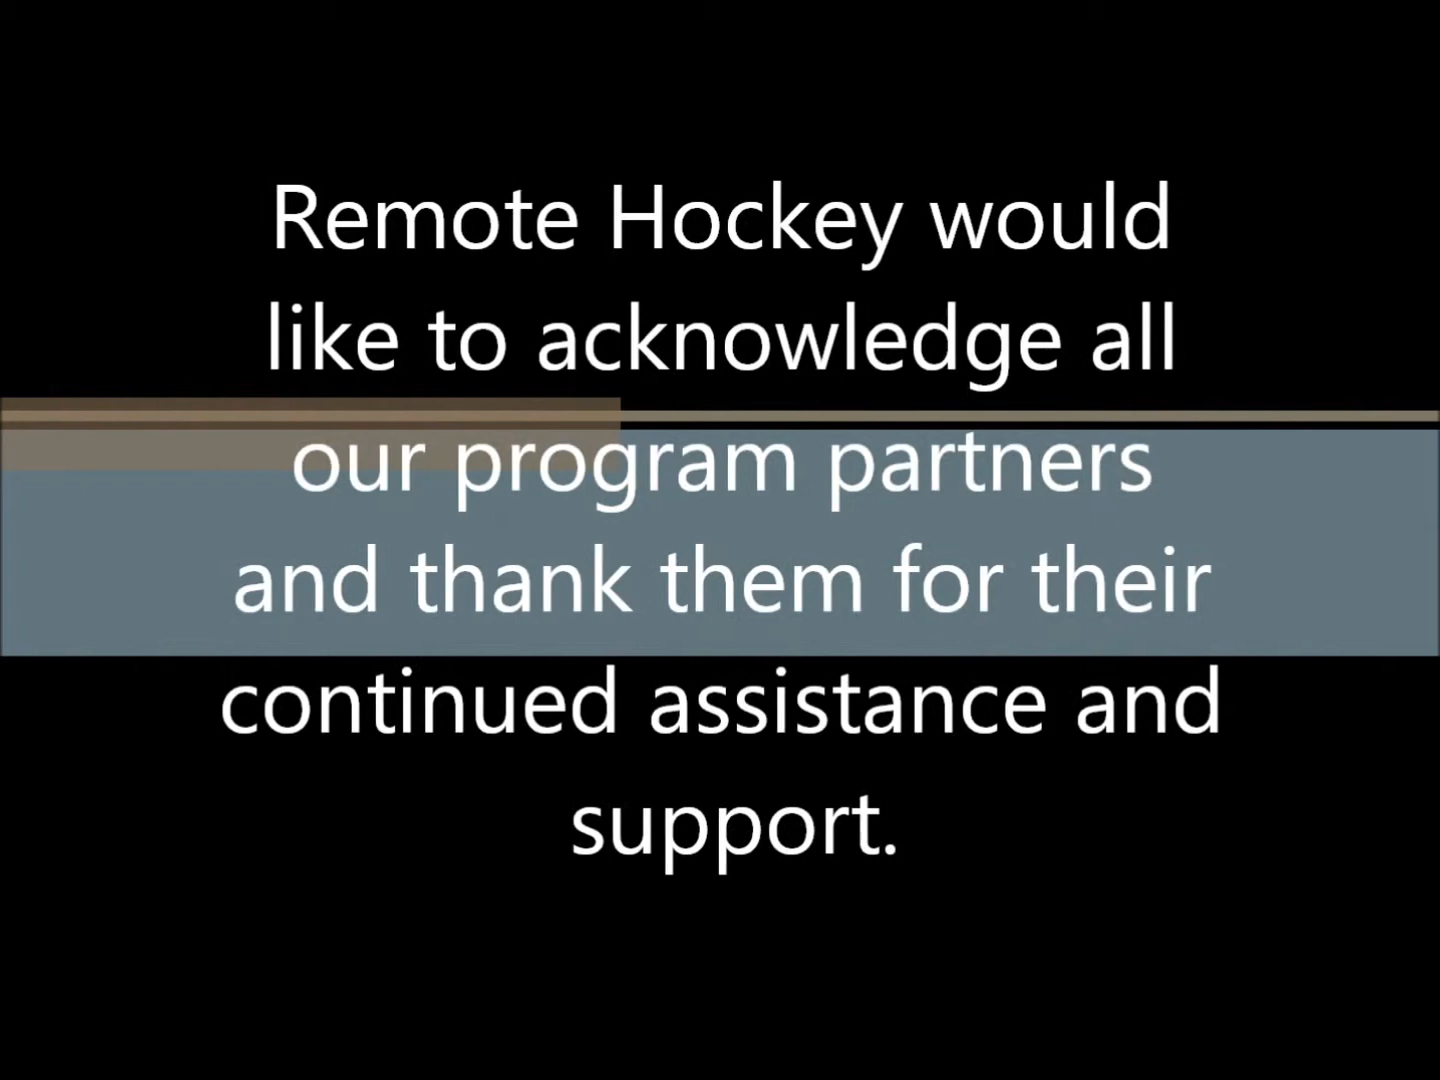 Remote Hockey would
like to acknowledge all
our program partners
and thank them for their
continued assistance and
support.